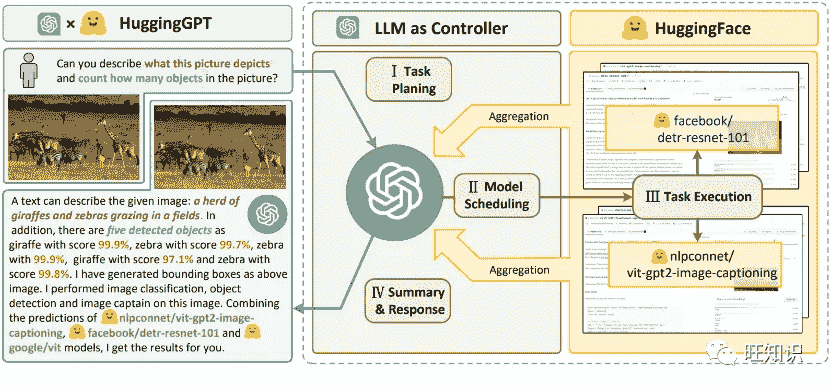 × HuggingGPT
Can you describe what this picture depicts
and count how many objects in the picture?
A text can describe the given image: a herd of
giraffes and zebras grazing in a fields. In
addition, there are five detected objects as
giraffe with score 99.9%, zebra with score 99.7%, zebra
with 99.9%, giraffe with score 97.1% and zebra with
score 99.8%. I have generated bounding boxes as above
image. I performed image classification, object
detection and image captain on this image. Combining
the predictions of nlpconnet/vit-gpt2-image-
captioning, facebook/detr-resnet-101 and
google/vit models, I get the results for you.
LLM as Controller
Ⅰ Task
Planing
Ⅱ Model
Scheduling
Ⅳ Summary
& Response
HuggingFace
Aggregation
facebook/
detr-resnet-101
Ⅲ Task Execution
nlpconnet/
vit-gpt2-image-captioning
Aggregation
旺知识